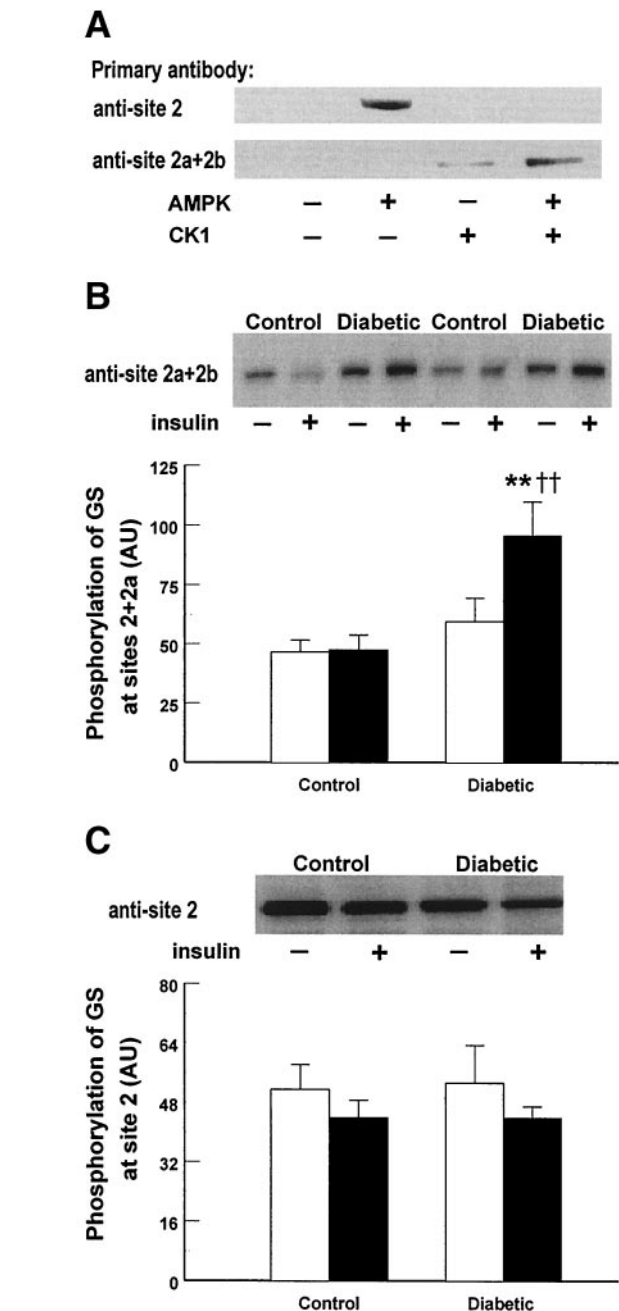 A
Primary antibody:
anti-site 2
anti-site 2a+2b
AMPK – + – +
CK1 – – + +
B
Control Diabetic Control Diabetic
anti-site 2a+2b
insulin – + – + – + – +
Phosphorylation of GS
at sites 2+2a (AU)
125
100
75
50
25
0
**††
Control Diabetic
C
Control Diabetic
anti-site 2
insulin – + – +
Phosphorylation of GS
at site 2 (AU)
80
64
48
32
16
0
Control Diabetic